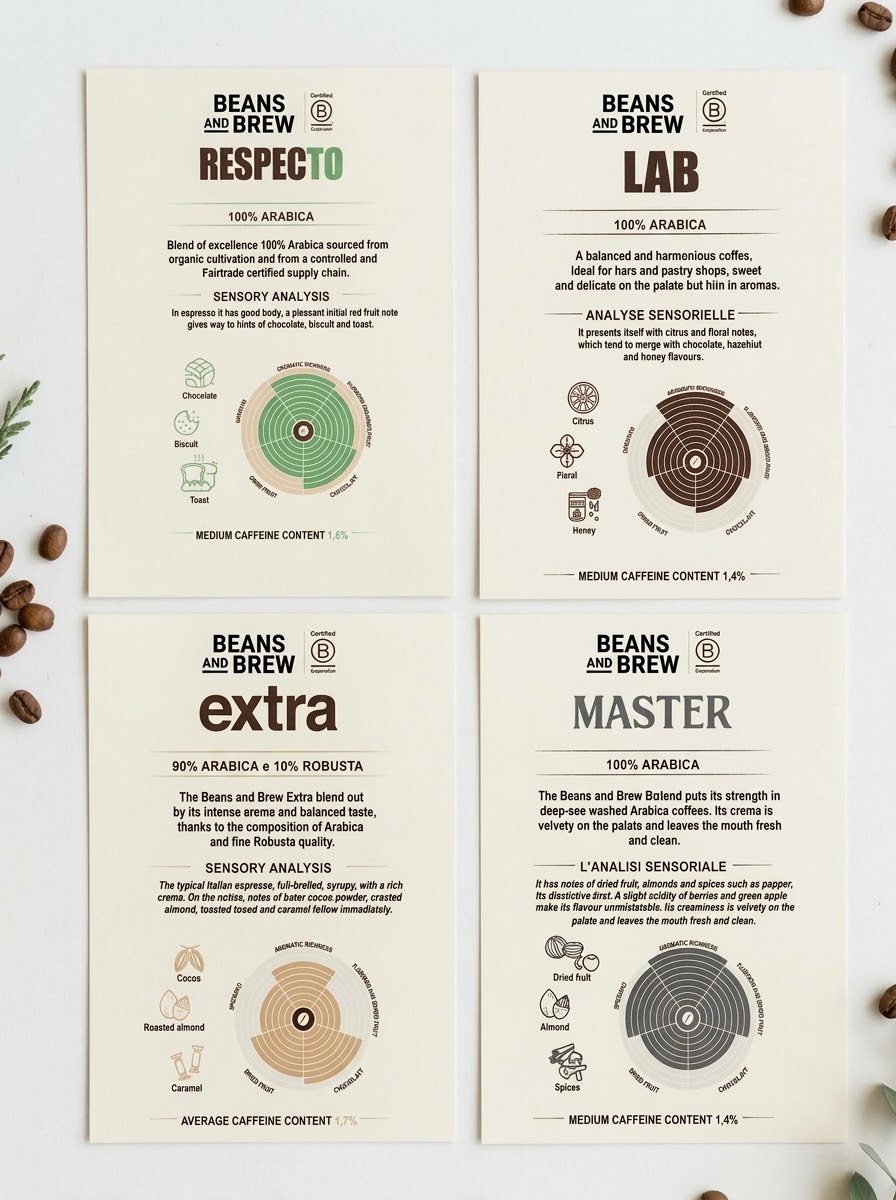 BEANS
AND BREW
Certified
B
RESPECTO
100% ARABICA
Blend of excellence 100% Arabica sourced from
organic cultivation and from a controlled and
Fairtrade certified supply chain.
SENSORY ANALYSIS
In espresso it has good body, a pleasant initial red fruit note
gives way to hints of chocolate, biscuit and toast.
Chocelate
Biscuit
Toast
MEDIUM CAFFEINE CONTENT 1,6%
BEANS
AND BREW
Certified
B
LAB
100% ARABICA
A balanced and harmonious coffes,
Ideal for hars and pastry shops, sweet
and delicate on the palate but hiin in aromas.
ANALYSE SENSORIELLE
It presents itself with citrus and floral notes,
which tend to merge with chocolate, hazehiut
and honey flavours.
Citrus
Piaral
Heney
MEDIUM CAFFEINE CONTENT 1,4%
BEANS
AND BREW
Certified
B
extra
90% ARABICA e 10% ROBUSTA
The Beans and Brew Extra blend out
by its intense arema and balanced taste,
thanks to the composition of Arabica
and fine Robusta quality.
SENSORY ANALYSIS
The typical Itallan espresse, fuli-brelled, syrupy, with a rich
crema. On the nctise, notes of bater cocoe powder, crasted
almond, toasted tosed and caramel fellow immediately.
AROMATIC RICHNESS
Cocos
Roasted almond
Caramel
DRIED FRUIT
AVERAGE CAFFEINE CONTENT 1,7%
BEANS
AND BREW
Certified
B
MASTER
100% ARABICA
The Beans and Brew Balend puts its strength in
deep-see washed Arabica coffees. Its crema is
velvety on the palats and leaves the mouth fresh
and clean.
L'ANALISI SENSORIALE
It has notes of dried fruit, almonds and spices such as papper,
Its disstictive first. A slight scidity of berries and green apple
make its flavour unmistatsble. Iis creaminess is velvety on the
palate and leaves the mouth fresh and clean.
Dried fruit
Almond
Spices
DRIED FRUIT
MEDIUM CAFFEINE CONTENT 1,4%